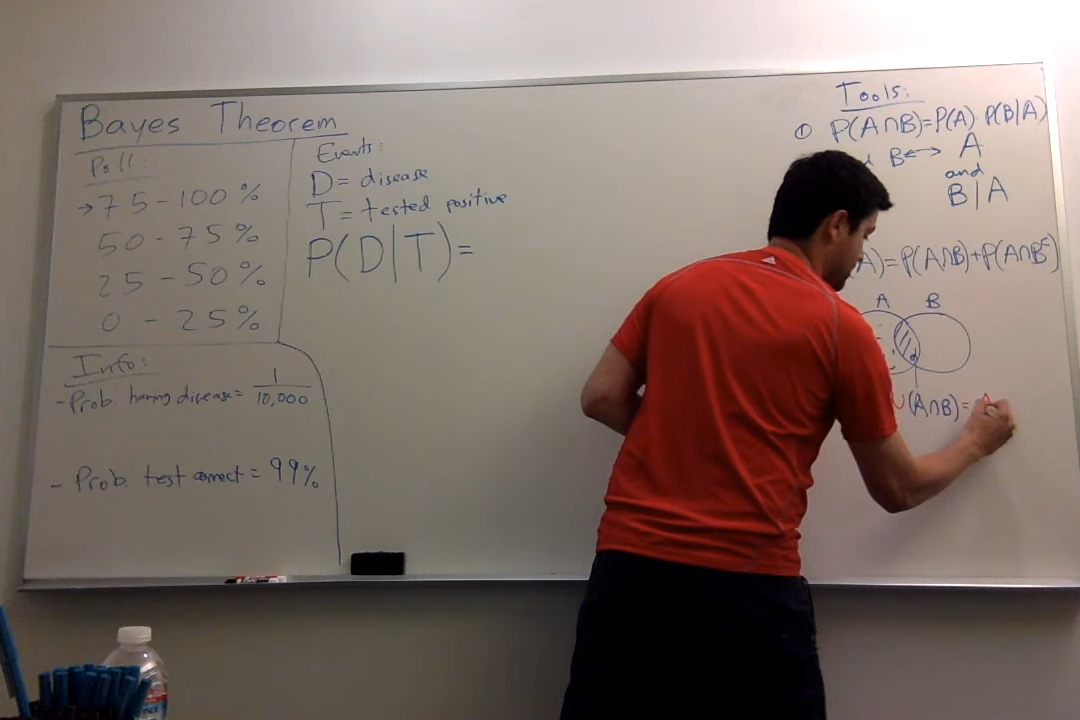 Bayes Theorem
Poll:
→ 75-100%
50-75%
25-50%
0-25%
Info:
- Prob. having disease = 1/10,000
- Prob. test correct = 99%
Events:
D = disease
T = tested positive
P(D|T) =
Tools:
① P(A∩B)=P(A) P(B|A)
B ↔ A
and
B|A
A)=P(A∩B)+P(A∩Bᶜ)
A B
∪(A∩B)= A